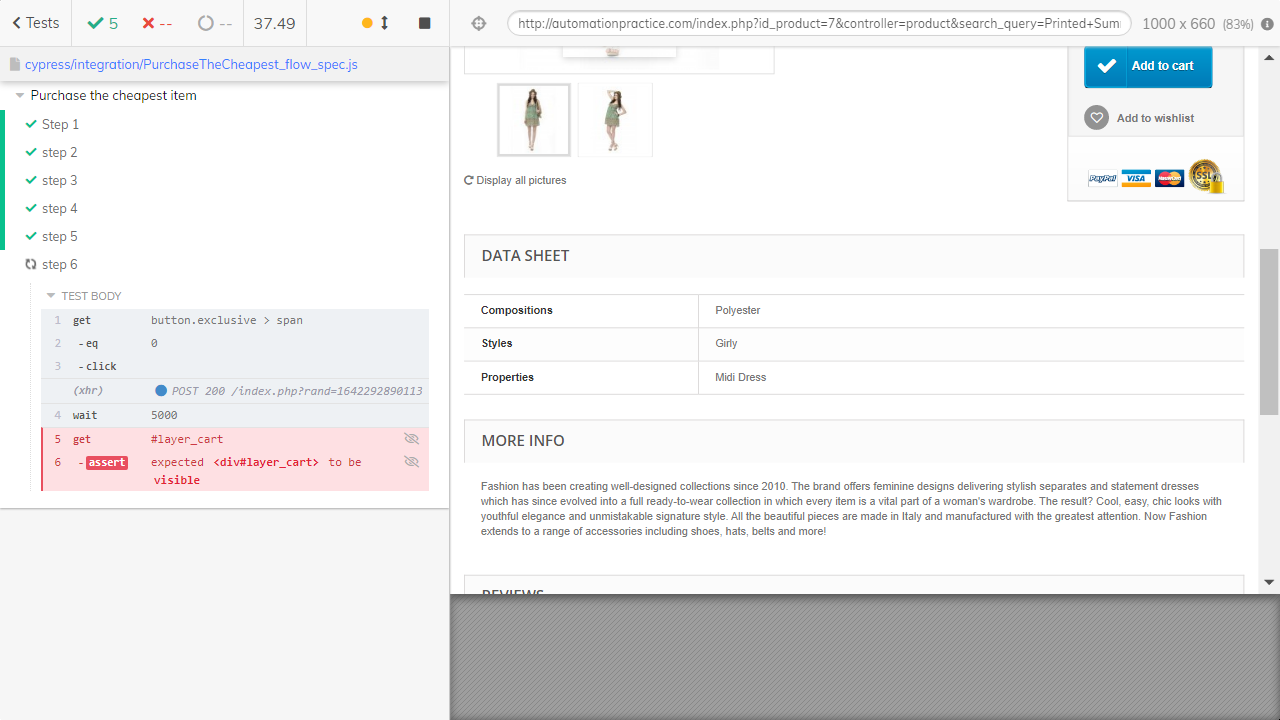 Tests
5
--
--
37.49
http://automationpractice.com/index.php?id_product=7&controller=product&search_query=Printed+Sum
1000 x 660 (83%)
cypress/integration/PurchaseTheCheapest_flow_spec.js
Purchase the cheapest item
Step 1
step 2
step 3
step 4
step 5
step 6
TEST BODY
1 get button.exclusive > span
2 -eq 0
3 -click
(xhr) POST 200 /index.php?rand=1642292890113
4 wait 5000
5 get #layer_cart
6 -assert expected <div#layer_cart> to be
visible
Add to cart
Add to wishlist
PayPal VISA MasterCard SSL
Display all pictures
DATA SHEET
Compositions Polyester
Styles Girly
Properties Midi Dress
MORE INFO
Fashion has been creating well-designed collections since 2010. The brand offers feminine designs delivering stylish separates and statement dresses
which has since evolved into a full ready-to-wear collection in which every item is a vital part of a woman's wardrobe. The result? Cool, easy, chic looks with
youthful elegance and unmistakable signature style. All the beautiful pieces are made in Italy and manufactured with the greatest attention. Now Fashion
extends to a range of accessories including shoes, hats, belts and more!
REVIEWS